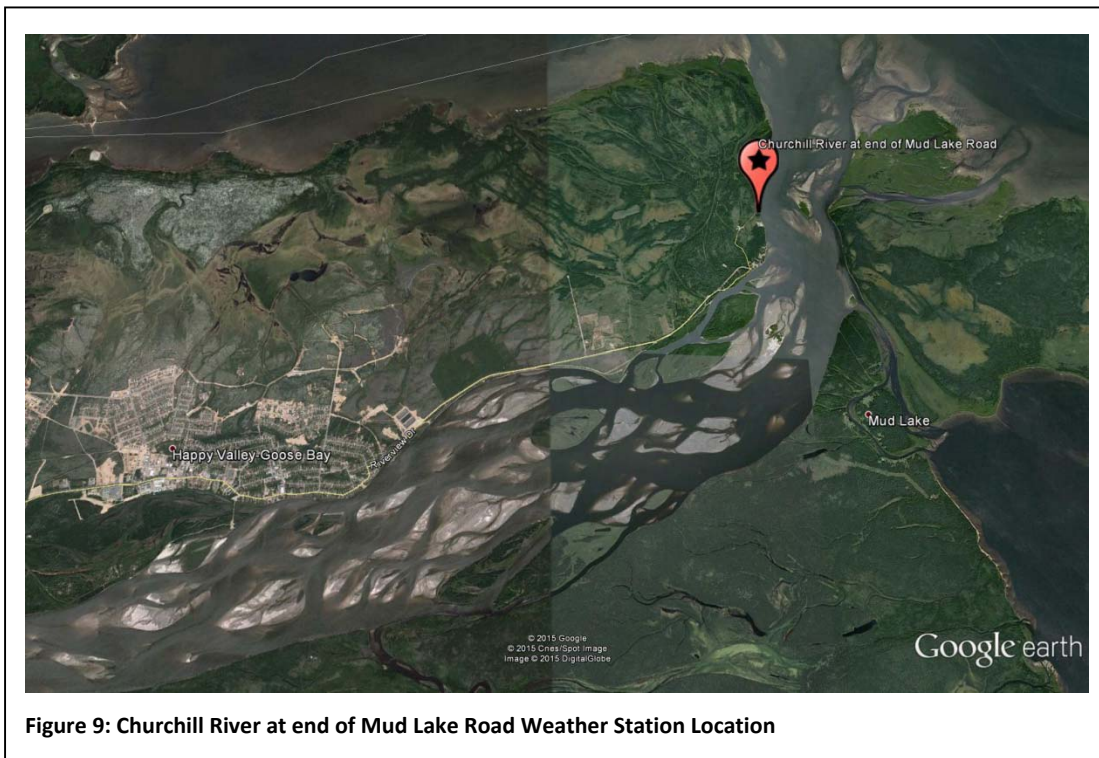 Churchill River at end of Mud Lake Road
Mud Lake
Happy Valley-Goose Bay
Riverview Dr
© 2015 Google
© 2015 Cnes/Spot Image
Image © 2015 DigitalGlobe
Google earth
Figure 9: Churchill River at end of Mud Lake Road Weather Station Location